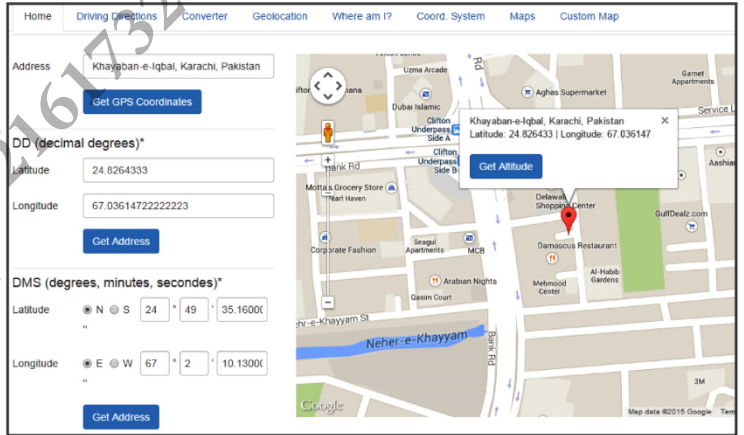 Home Driving Directions Converter Geolocation Where am I? Coord. System Maps Custom Map
Address
Khayaban-e-Iqbal, Karachi, Pakistan
Get GPS Coordinates
DD (decimal degrees)*
Latitude 24.8264333
Longitude 67.03614722222223
Get Address
DMS (degrees, minutes, secondes)*
Latitude N S 24 ° 49 ' 35.1600(
"
Longitude E W 67 ° 2 ' 10.1300(
"
Get Address
Uzma Arcade
Rd
Aghas Supermarket
Garnet
Appartments
Dubai Islamic
Service L
Clifton
Underpass
Side A
Clifton
Underpass
Side B
Khayaban-e-Iqbal, Karachi, Pakistan ×
Latitude: 24.826433 | Longitude: 67.036147
Get Altitude
Bank Rd
Motta's Grocery Store
Pearl Haven
Delawal
Shopping Center
Aashia
GulfDealz.com
Corporate Fashion
Seagul
Apartments
MCB
Damascus Restaurant
Arabian Nights
Qasim Court
Mehmood
Center
Al-Habib
Gardens
hr-e-Khayyam St
Neher-e-Khayyam
Bank Rd
3M
Google
Map data ©2015 Google Tem